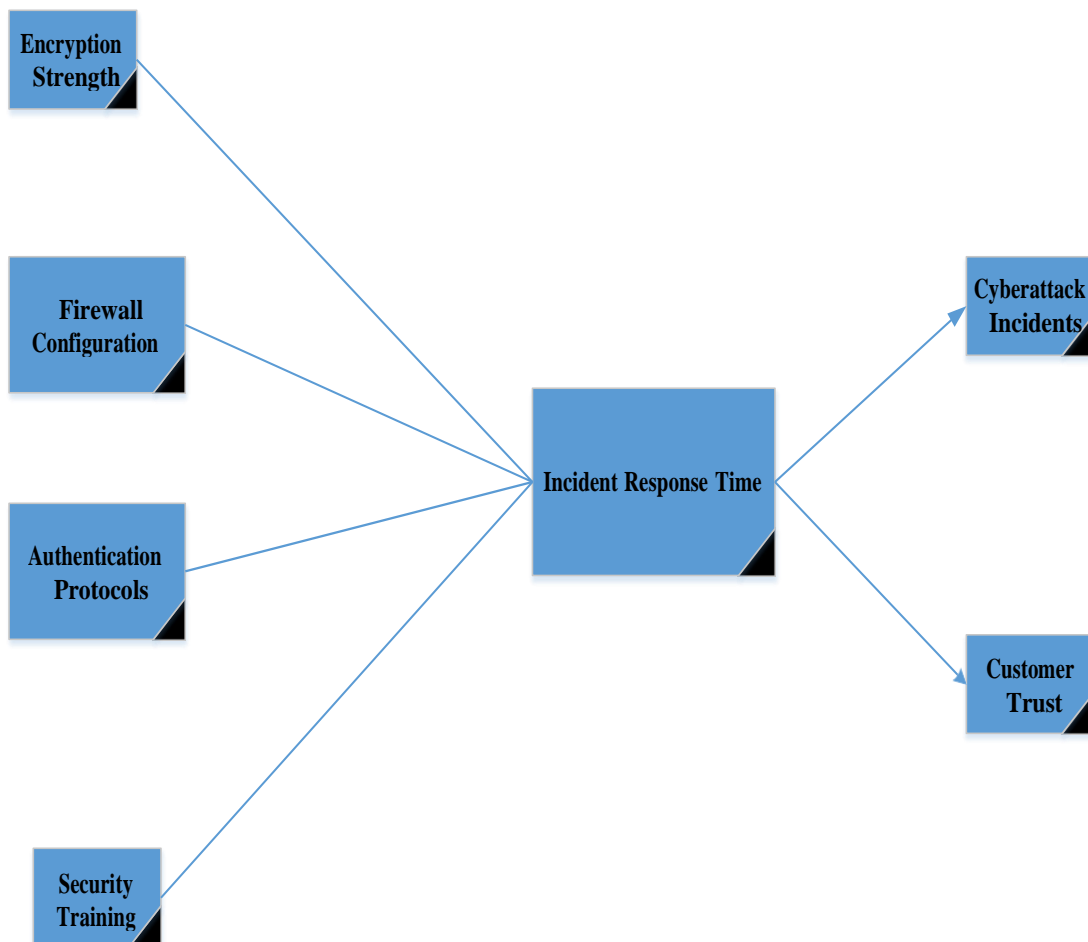 Encryption
Strength
Firewall
Configuration
Authentication
Protocols
Security
Training
Incident Response Time
Cyberattack
Incidents
Customer
Trust